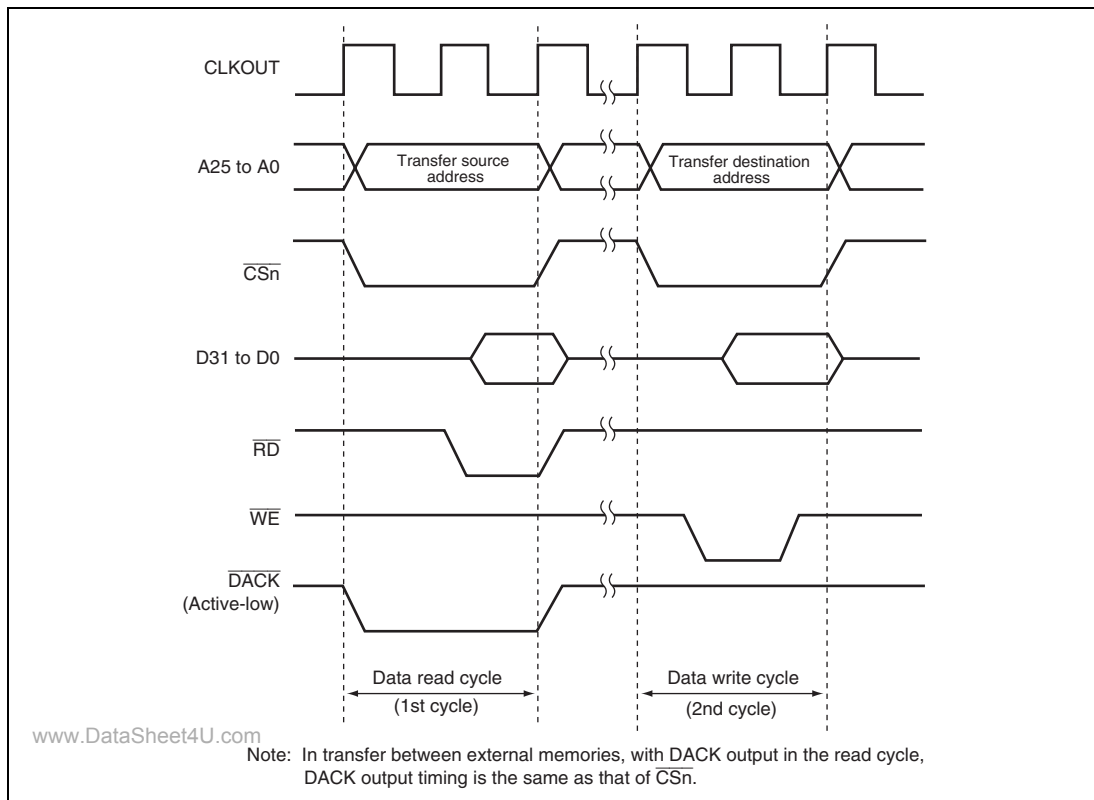 CLKOUT
A25 to A0
Transfer source
address
Transfer destination
address
CSn
D31 to D0
RD
WE
DACK
(Active-low)
Data read cycle
(1st cycle)
Data write cycle
(2nd cycle)
www.DataSheet4U.com
Note: In transfer between external memories, with DACK output in the read cycle,
DACK output timing is the same as that of CSn.